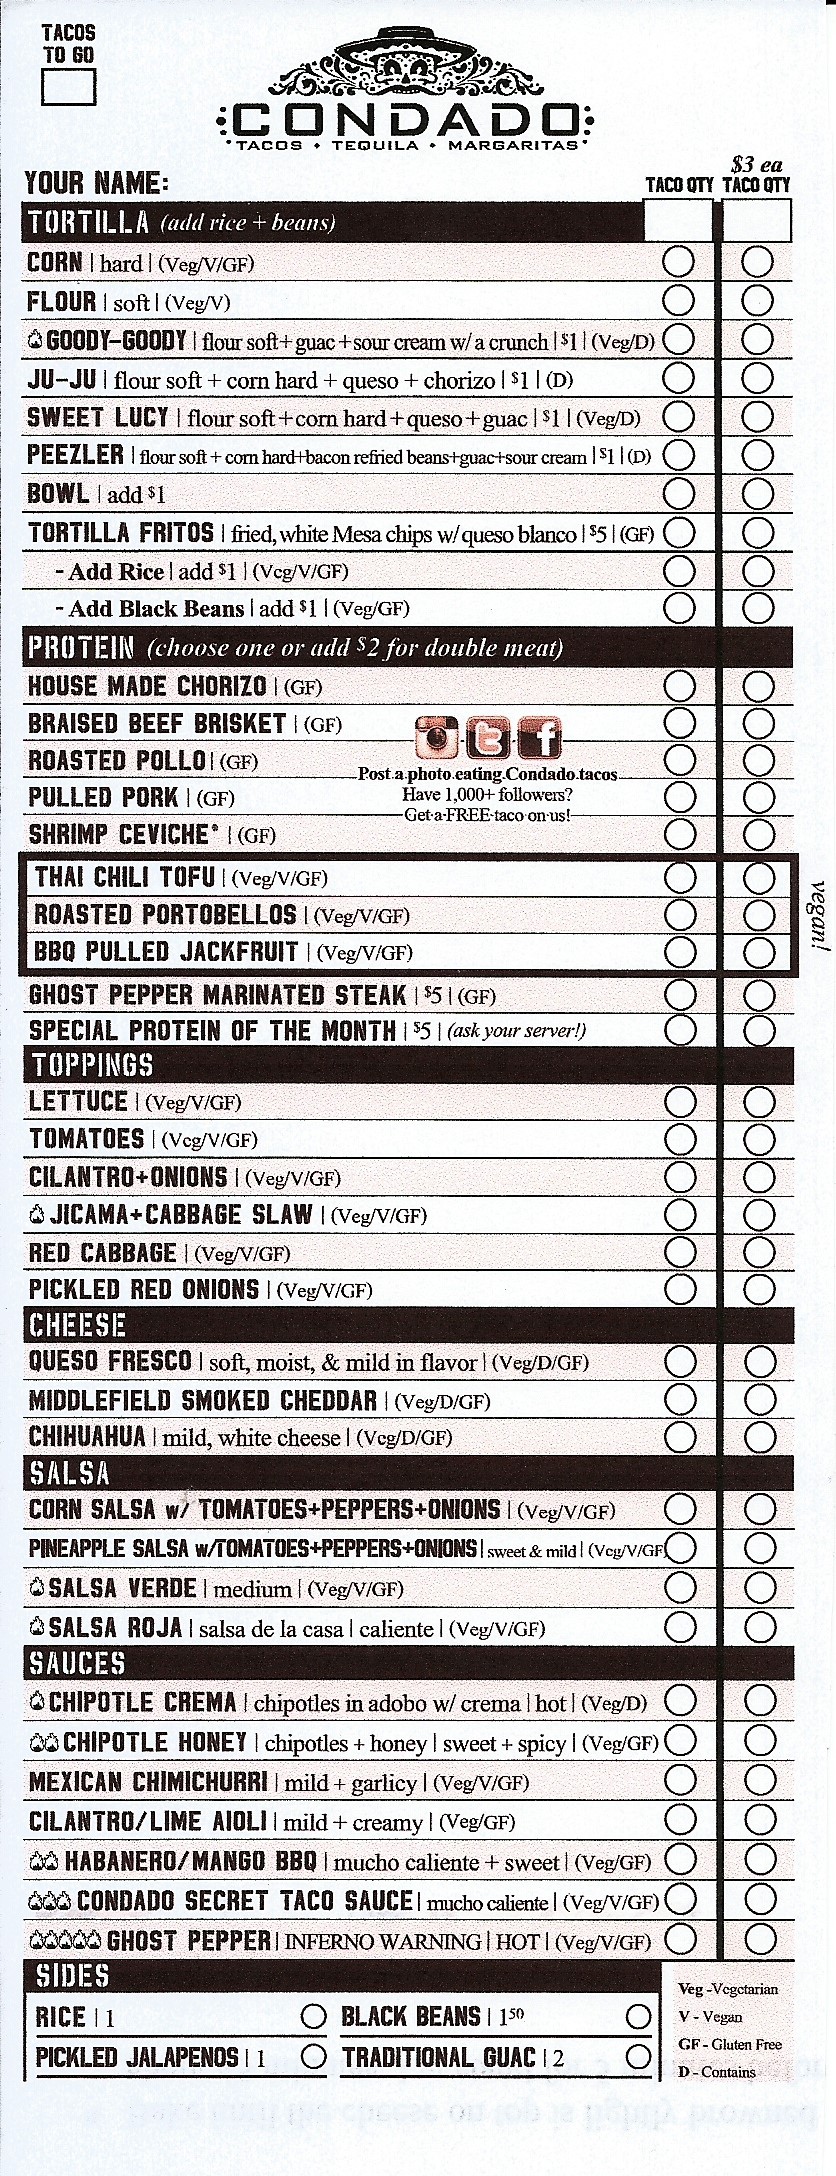 TACOS
TO GO
CONDADO
TACOS • TEQUILA • MARGARITAS
$3 ea
YOUR NAME:
TACO QTY TACO QTY
TORTILLA (add rice + beans)
CORN | hard | (Veg/V/GF)
FLOUR | soft | (Veg/V)
GOODY-GOODY | flour soft+guac+sour cream w/ a crunch | $1 | (Veg/D)
JU-JU | flour soft + corn hard + queso + chorizo | $1 | (D)
SWEET LUCY | flour soft+corn hard+queso+guac | $1 | (Veg/D)
PEEZLER | flour soft + corn hard+bacon refried beans+guac+sour cream | $1 | (D)
BOWL | add $1
TORTILLA FRITOS | fried, white Mesa chips w/ queso blanco | $5 | (GF)
- Add Rice | add $1 | (Veg/V/GF)
- Add Black Beans | add $1 | (Veg/GF)
PROTEIN (choose one or add $2 for double meat)
HOUSE MADE CHORIZO | (GF)
BRAISED BEEF BRISKET | (GF)
ROASTED POLLO | (GF)
Post a photo eating Condado tacos
PULLED PORK | (GF)
Have 1,000+ followers?
Get a FREE taco on us!
SHRIMP CEVICHE* | (GF)
THAI CHILI TOFU | (Veg/V/GF)
ROASTED PORTOBELLOS | (Veg/V/GF)
BBQ PULLED JACKFRUIT | (Veg/V/GF)
vegan!
GHOST PEPPER MARINATED STEAK | $5 | (GF)
SPECIAL PROTEIN OF THE MONTH | $5 | (ask your server!)
TOPPINGS
LETTUCE | (Veg/V/GF)
TOMATOES | (Veg/V/GF)
CILANTRO+ONIONS | (Veg/V/GF)
JICAMA+CABBAGE SLAW | (Veg/V/GF)
RED CABBAGE | (Veg/V/GF)
PICKLED RED ONIONS | (Veg/V/GF)
CHEESE
QUESO FRESCO | soft, moist, & mild in flavor | (Veg/D/GF)
MIDDLEFIELD SMOKED CHEDDAR | (Veg/D/GF)
CHIHUAHUA | mild, white cheese | (Veg/D/GF)
SALSA
CORN SALSA w/ TOMATOES+PEPPERS+ONIONS | (Veg/V/GF)
PINEAPPLE SALSA w/TOMATOES+PEPPERS+ONIONS | sweet & mild | (Veg/V/GF
SALSA VERDE | medium | (Veg/V/GF)
SALSA ROJA | salsa de la casa | caliente | (Veg/V/GF)
SAUCES
CHIPOTLE CREMA | chipotles in adobo w/ crema | hot | (Veg/D)
CHIPOTLE HONEY | chipotles + honey | sweet + spicy | (Veg/GF)
MEXICAN CHIMICHURRI | mild + garlicy | (Veg/V/GF)
CILANTRO/LIME AIOLI | mild + creamy | (Veg/GF)
HABANERO/MANGO BBQ | mucho caliente + sweet | (Veg/GF)
CONDADO SECRET TACO SAUCE | mucho caliente | (Veg/V/GF)
GHOST PEPPER | INFERNO WARNING | HOT | (Veg/V/GF)
SIDES
RICE | 1
BLACK BEANS | 150
PICKLED JALAPENOS | 1
TRADITIONAL GUAC | 2
Veg -Vegetarian
V - Vegan
GF - Gluten Free
D - Contains